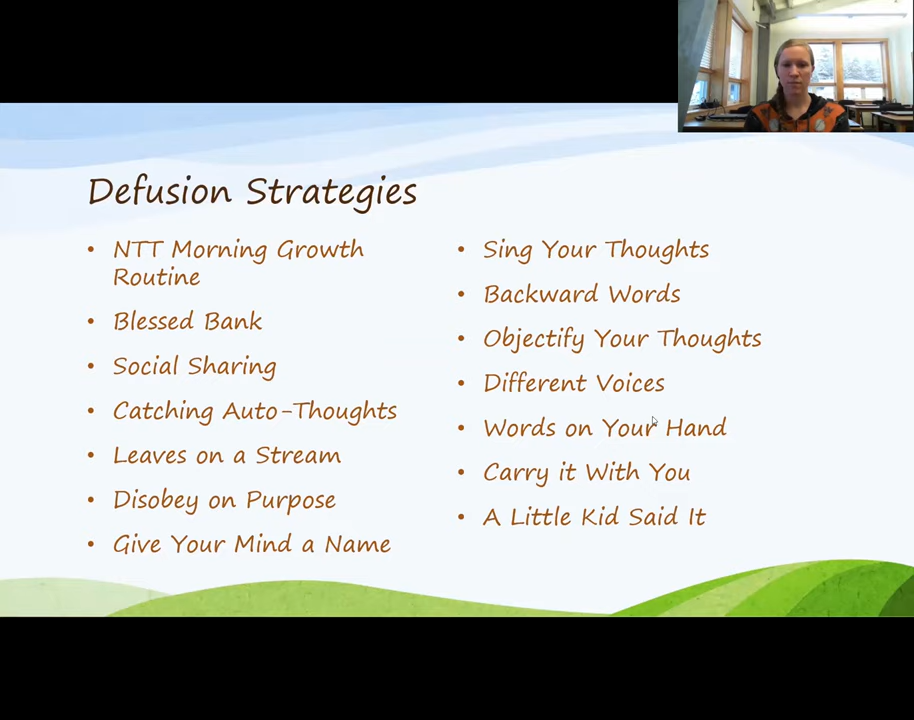 Defusion Strategies
• NTT Morning Growth
Routine
• Blessed Bank
• Social Sharing
• Catching Auto-Thoughts
• Leaves on a Stream
• Disobey on Purpose
• Give Your Mind a Name
• Sing Your Thoughts
• Backward Words
• Objectify Your Thoughts
• Different Voices
• Words on Your Hand
• Carry it With You
• A Little Kid Said It